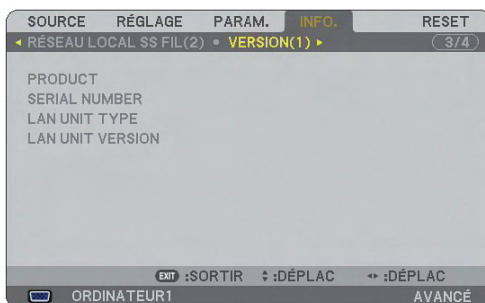 SOURCE RÉGLAGE PARAM. INFO. RESET
◂ RÉSEAU LOCAL SS FIL(2) • VERSION(1) ▸ 3/4
PRODUCT
SERIAL NUMBER
LAN UNIT TYPE
LAN UNIT VERSION
EXIT :SORTIR :DÉPLAC :DÉPLAC
ORDINATEUR1 AVANCÉ